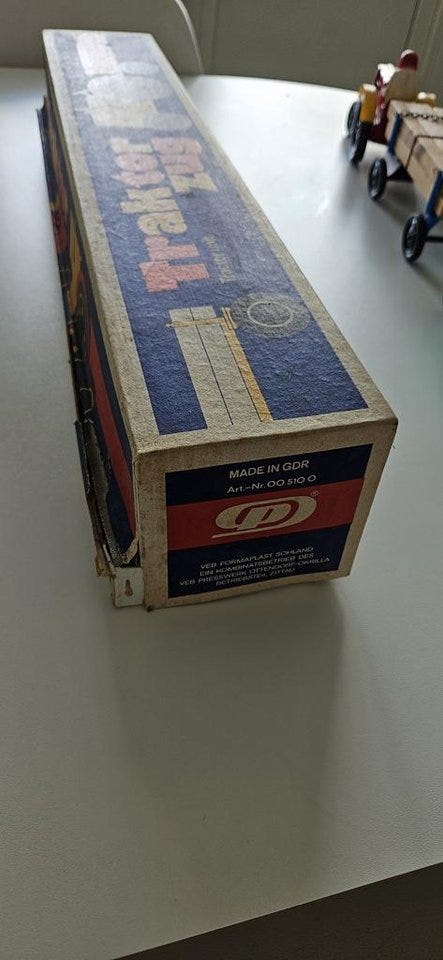 Traktor
Zug
MADE IN GDR
Art.-Nr. 00 510 0
®
VEB FORMAPLAST SOHLAND
EIN KOMBINATSBETRIEB DES
VEB PRESSWERK OTTENDORF-OKRILLA
BETRIEBSTEIL ZITTAU